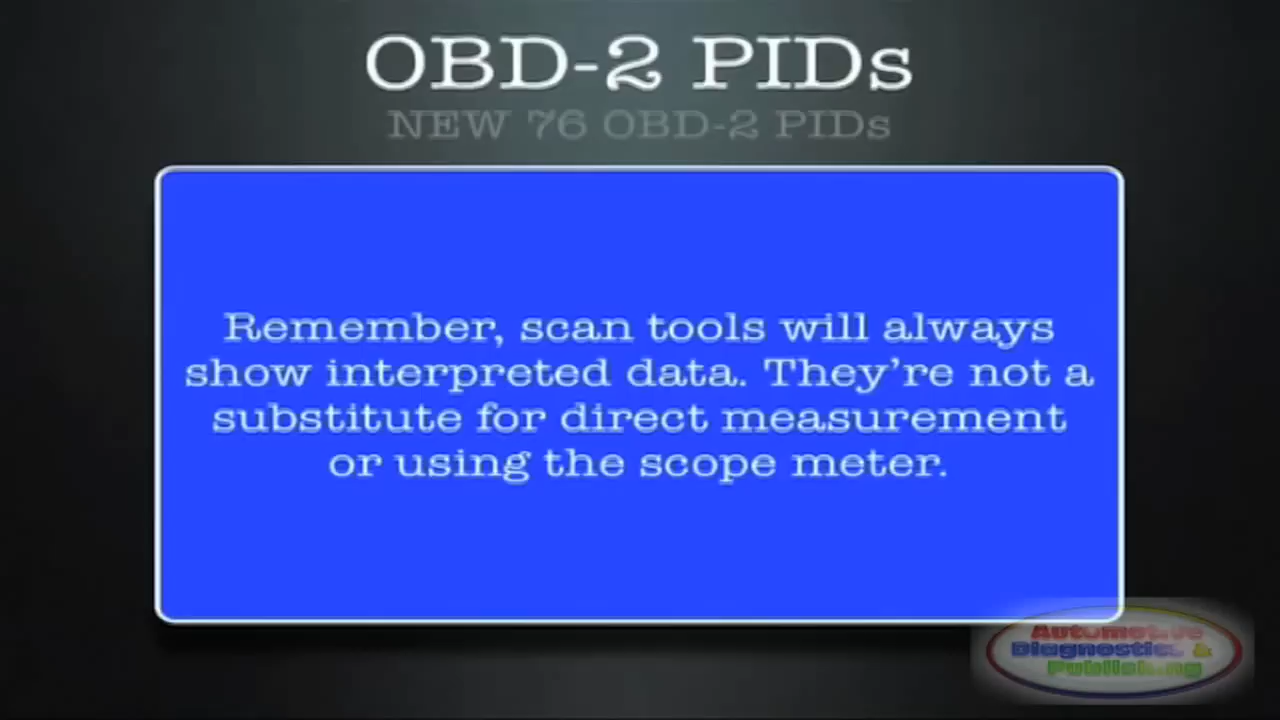 OBD-2 PIDs
NEW 76 OBD-2 PIDs
Remember, scan tools will always
show interpreted data. They're not a
substitute for direct measurement
or using the scope meter.
Automotive
Diagnostics &
Publishing